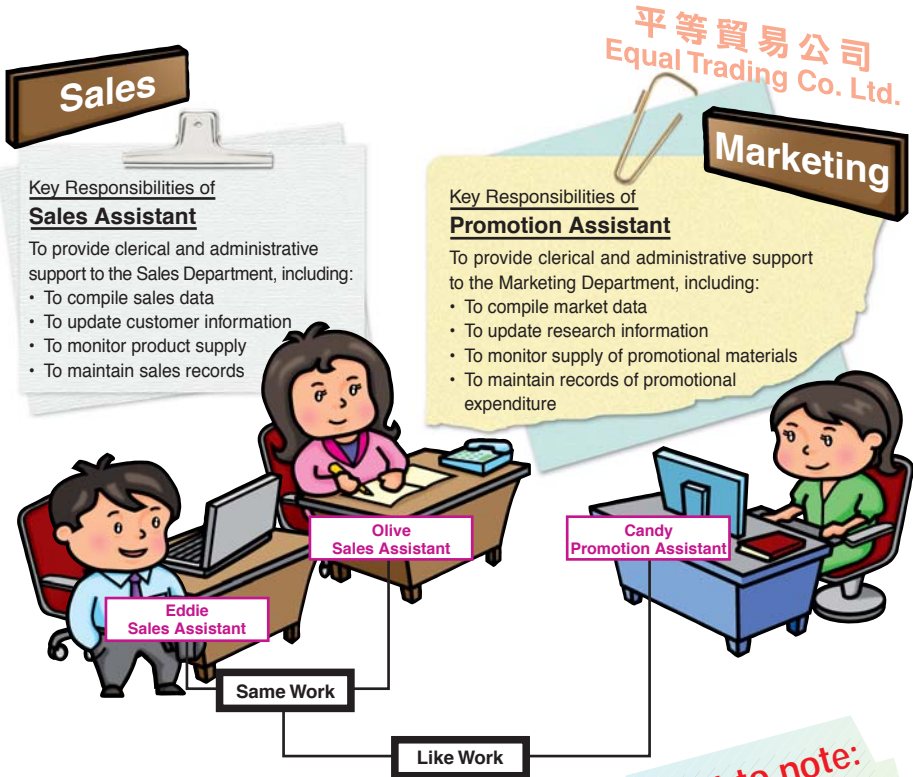 平等貿易公司
Equal Trading Co. Ltd.
Sales
Marketing
Key Responsibilities of
Sales Assistant
To provide clerical and administrative
support to the Sales Department, including:
• To compile sales data
• To update customer information
• To monitor product supply
• To maintain sales records
Key Responsibilities of
Promotion Assistant
To provide clerical and administrative support
to the Marketing Department, including:
• To compile market data
• To update research information
• To monitor supply of promotional materials
• To maintain records of promotional
expenditure
Olive
Sales Assistant
Candy
Promotion Assistant
Eddie
Sales Assistant
Same Work
Like Work
to note: